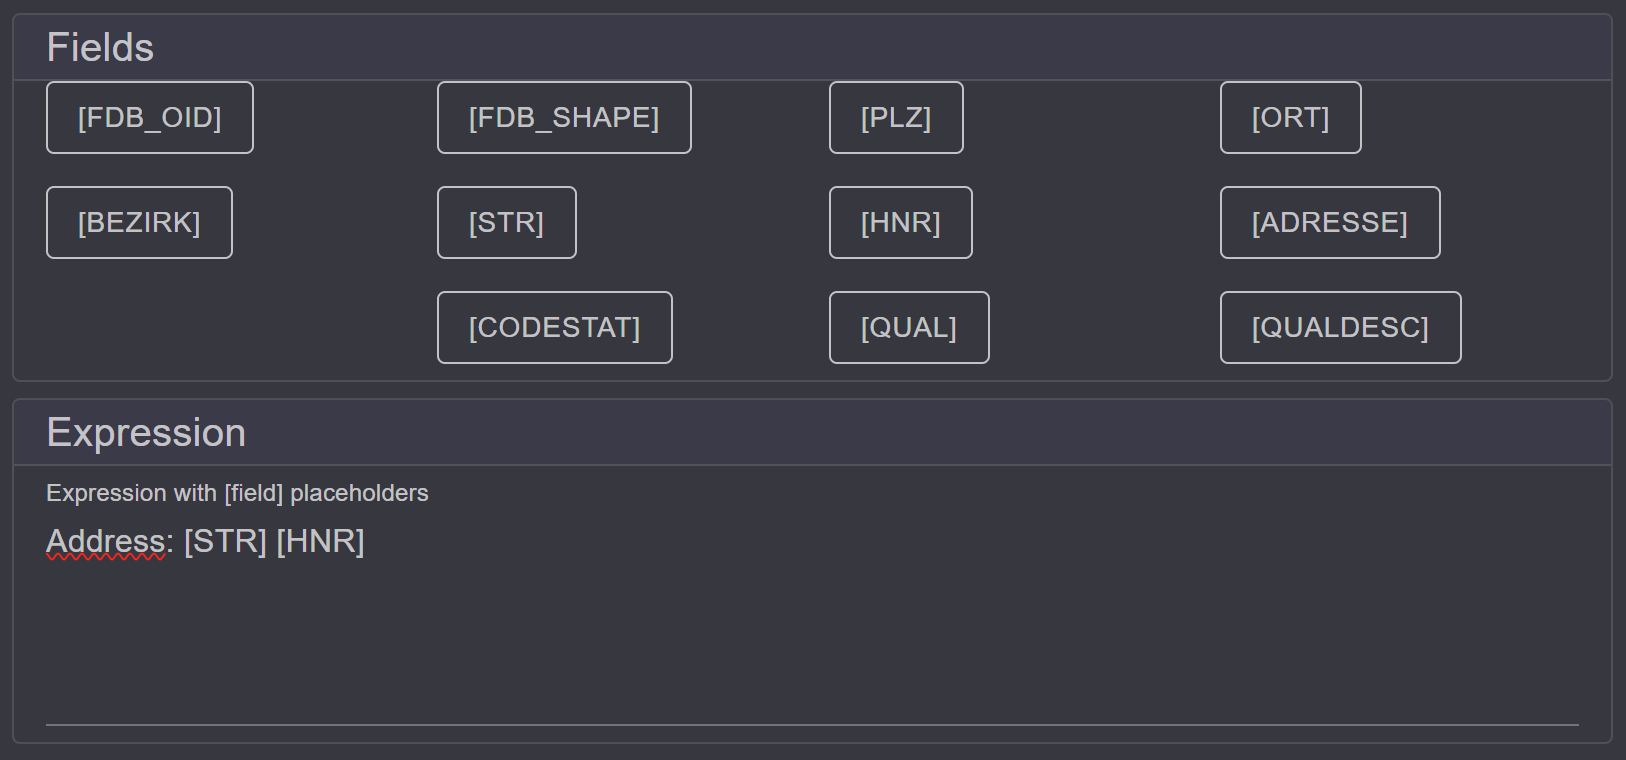 Fields
[FDB_OID] [FDB_SHAPE] [PLZ] [ORT]
[BEZIRK] [STR] [HNR] [ADRESSE]
[CODESTAT] [QUAL] [QUALDESC]
Expression
Expression with [field] placeholders
Address: [STR] [HNR]